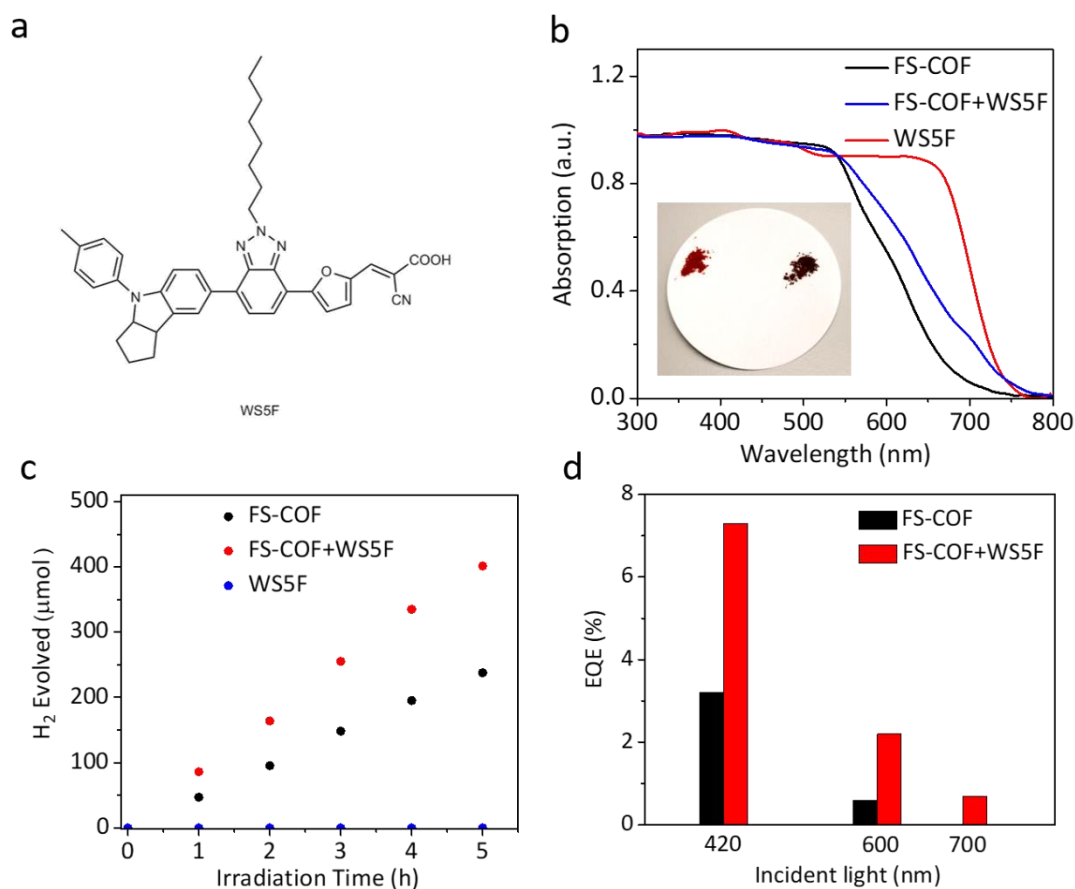 a
N
N
N
N
O
COOH
CN
WS5F
b
Absorption (a.u.)
1.2
0.8
0.4
0.0
FS-COF
FS-COF+WS5F
WS5F
300 400 500 600 700 800
Wavelength (nm)
c
H₂ Evolved (μmol)
500
400
300
200
100
0
FS-COF
FS-COF+WS5F
WS5F
0 1 2 3 4 5
Irradiation Time (h)
d
EQE (%)
8
6
4
2
0
FS-COF
FS-COF+WS5F
420 600 700
Incident light (nm)